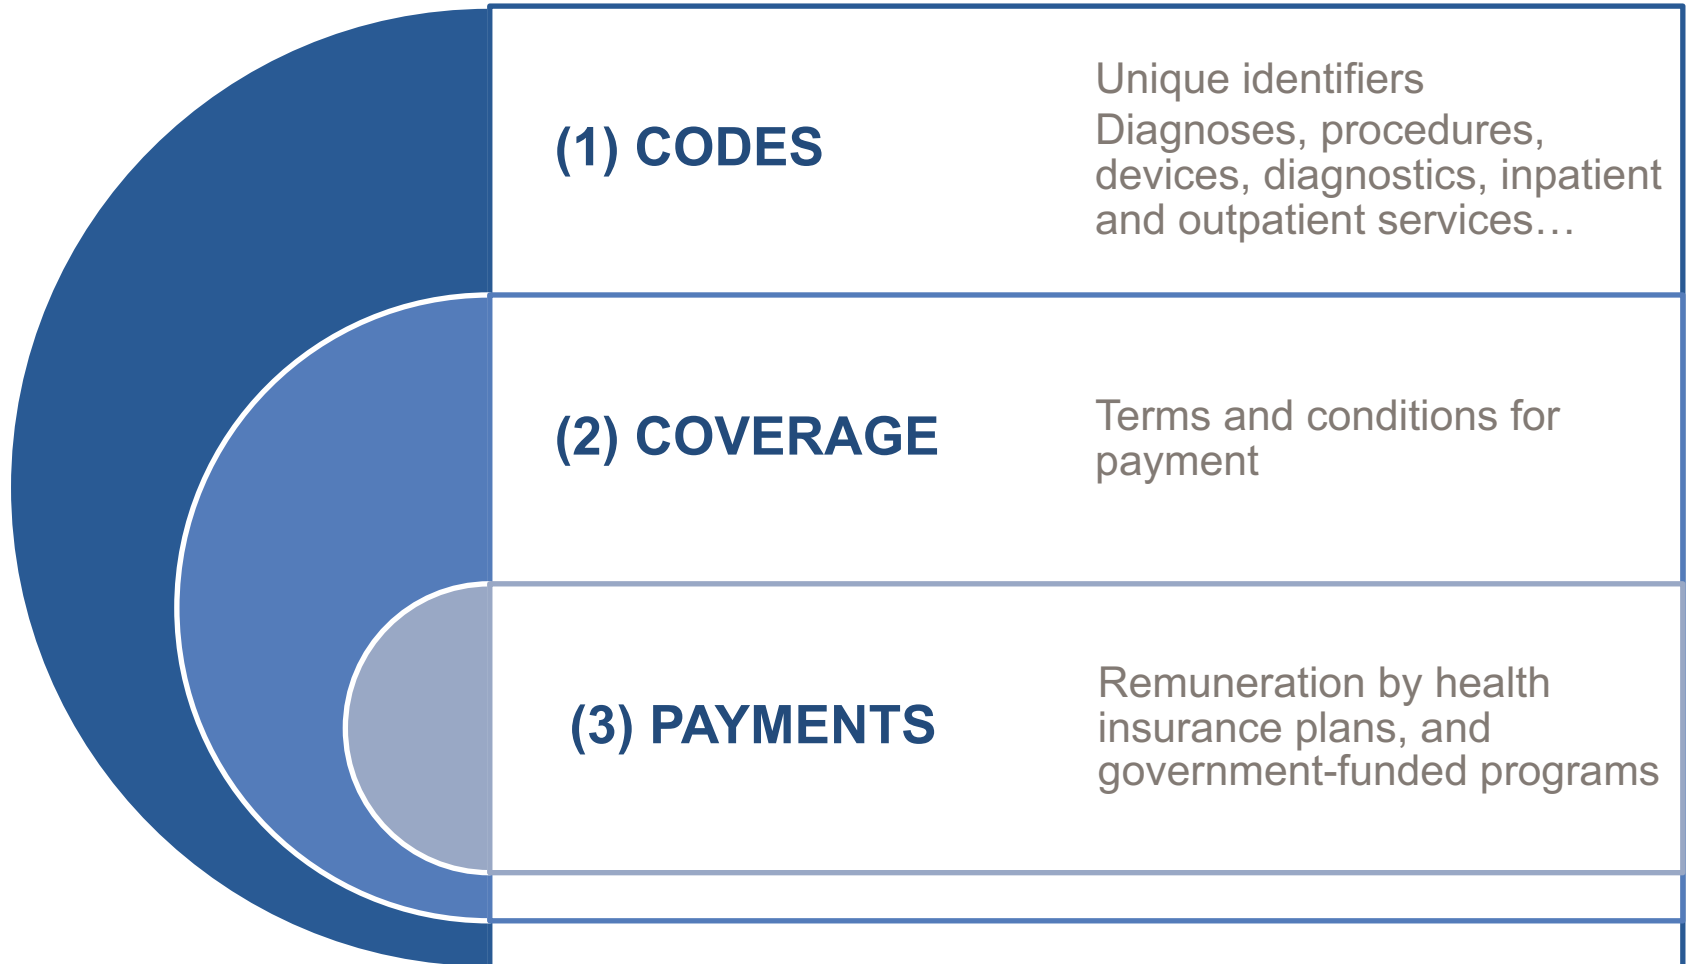 (1) CODES
Unique identifiers
Diagnoses, procedures,
devices, diagnostics, inpatient
and outpatient services…
(2) COVERAGE
Terms and conditions for
payment
(3) PAYMENTS
Remuneration by health
insurance plans, and
government-funded programs